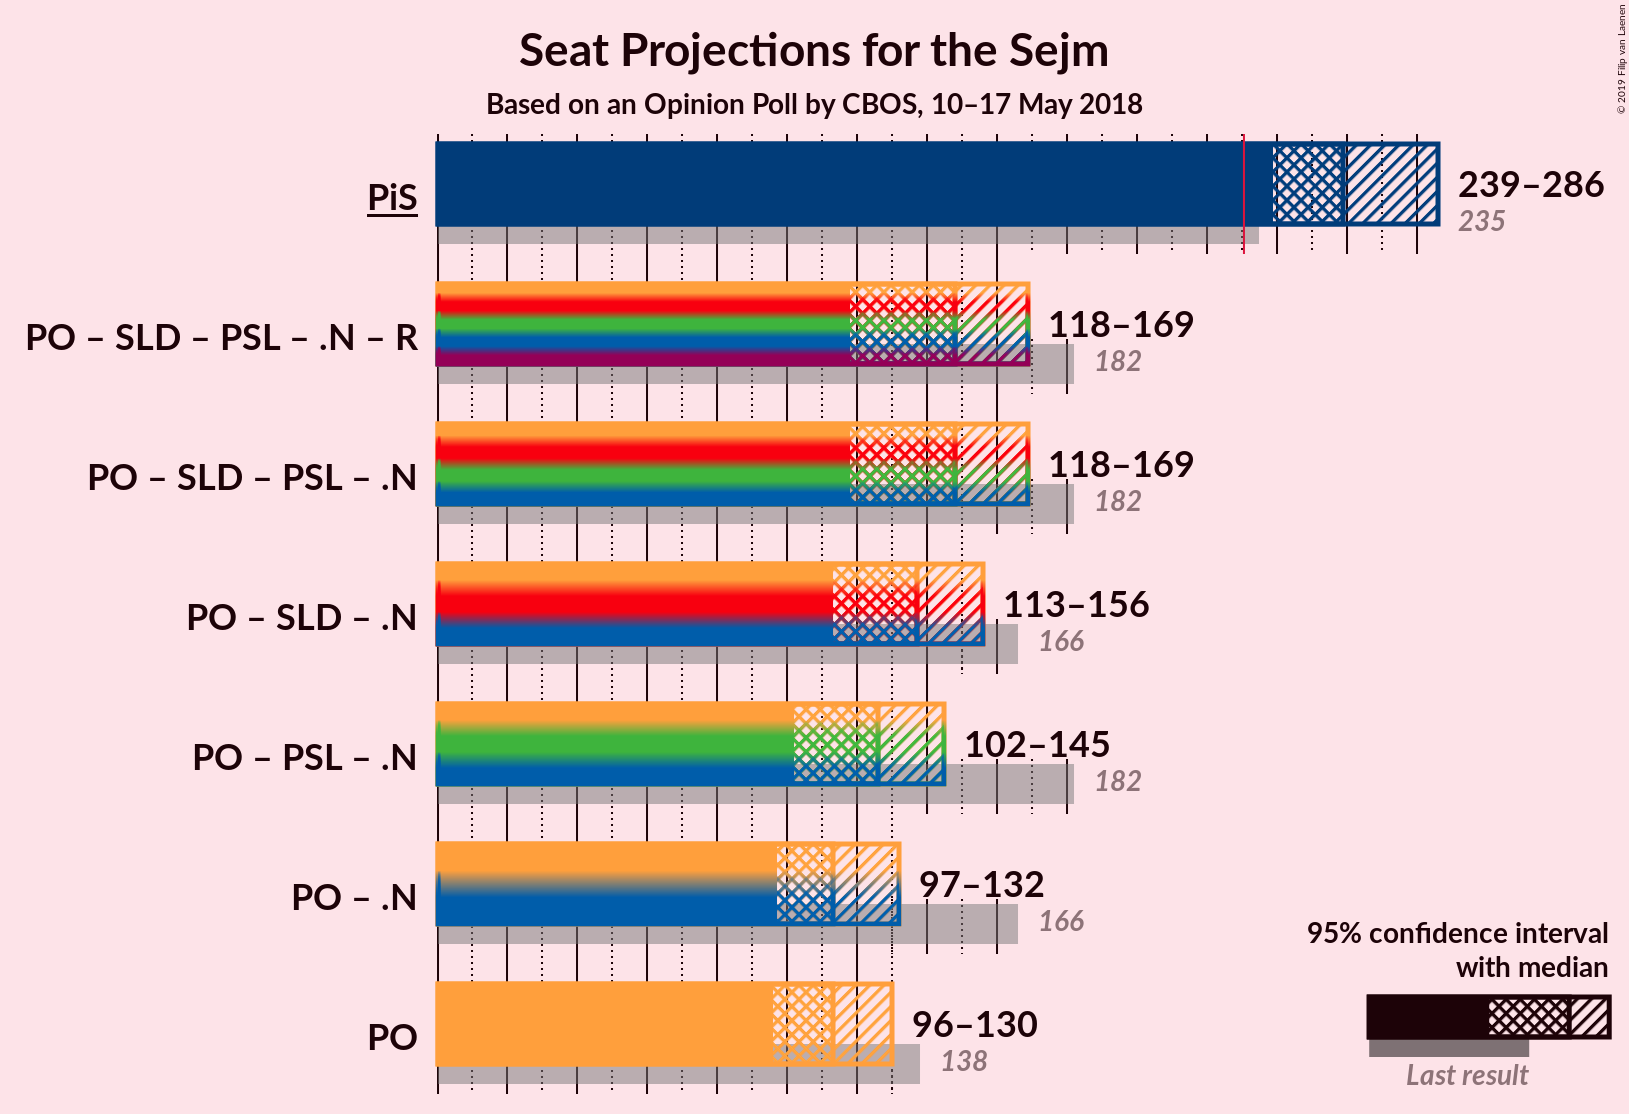 Seat Projections for the Sejm
Based on an Opinion Poll by CBOS, 10–17 May 2018
© 2019 Filip van Laenen
PiS
239–286
235
PO – SLD – PSL – .N – R
118–169
182
PO – SLD – PSL – .N
118–169
182
PO – SLD – .N
113–156
166
PO – PSL – .N
102–145
182
PO – .N
97–132
166
PO
96–130
138
95% confidence interval
with median
Last result